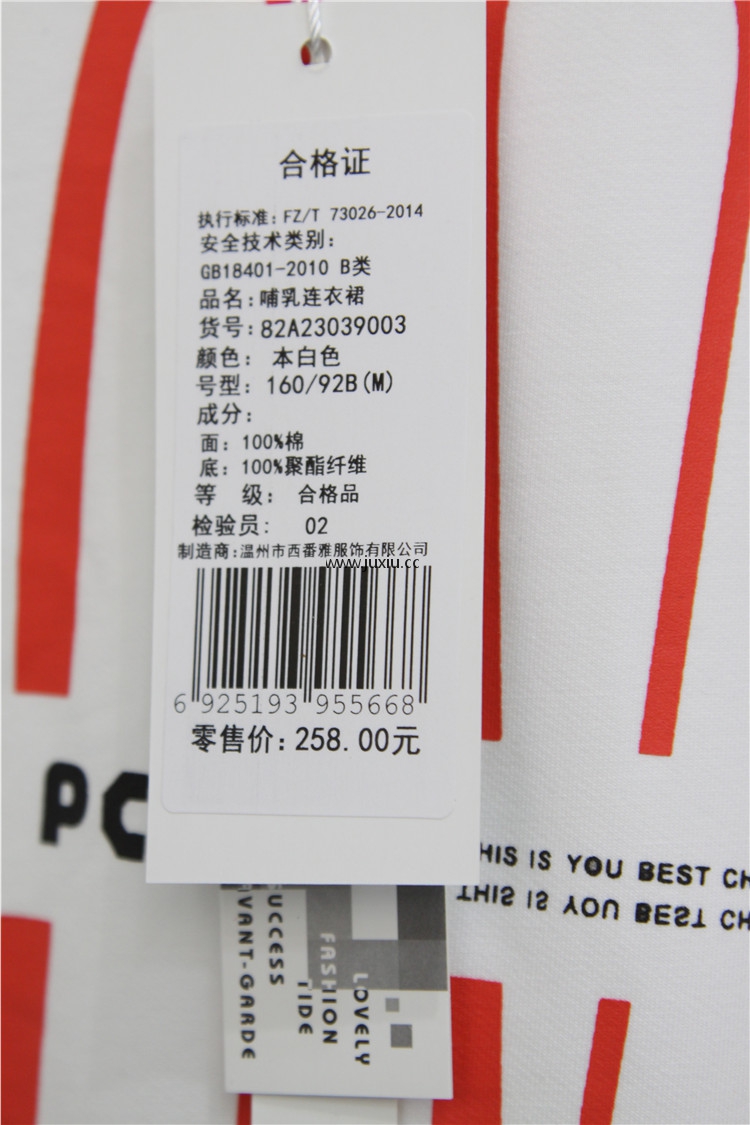 合格证
执行标准: FZ/T 73026-2014
安全技术类别:
GB18401-2010 B类
品名: 哺乳连衣裙
货号: 82A23039003
颜色: 本白色
号型: 160/92B(M)
成分:
面: 100%棉
底: 100%聚酯纤维
等 级: 合格品
检验员: 02
制造商:温州市西番雅服饰有限公司
www.iuxiu.cc
6 925193 955668
零售价: 258.00元
PC
HIS IS YOU BEST CH
THIS IS YOU BEST CH
LOVELY
FASHION
TIDE
SUCCESS
AVANT-GARDE